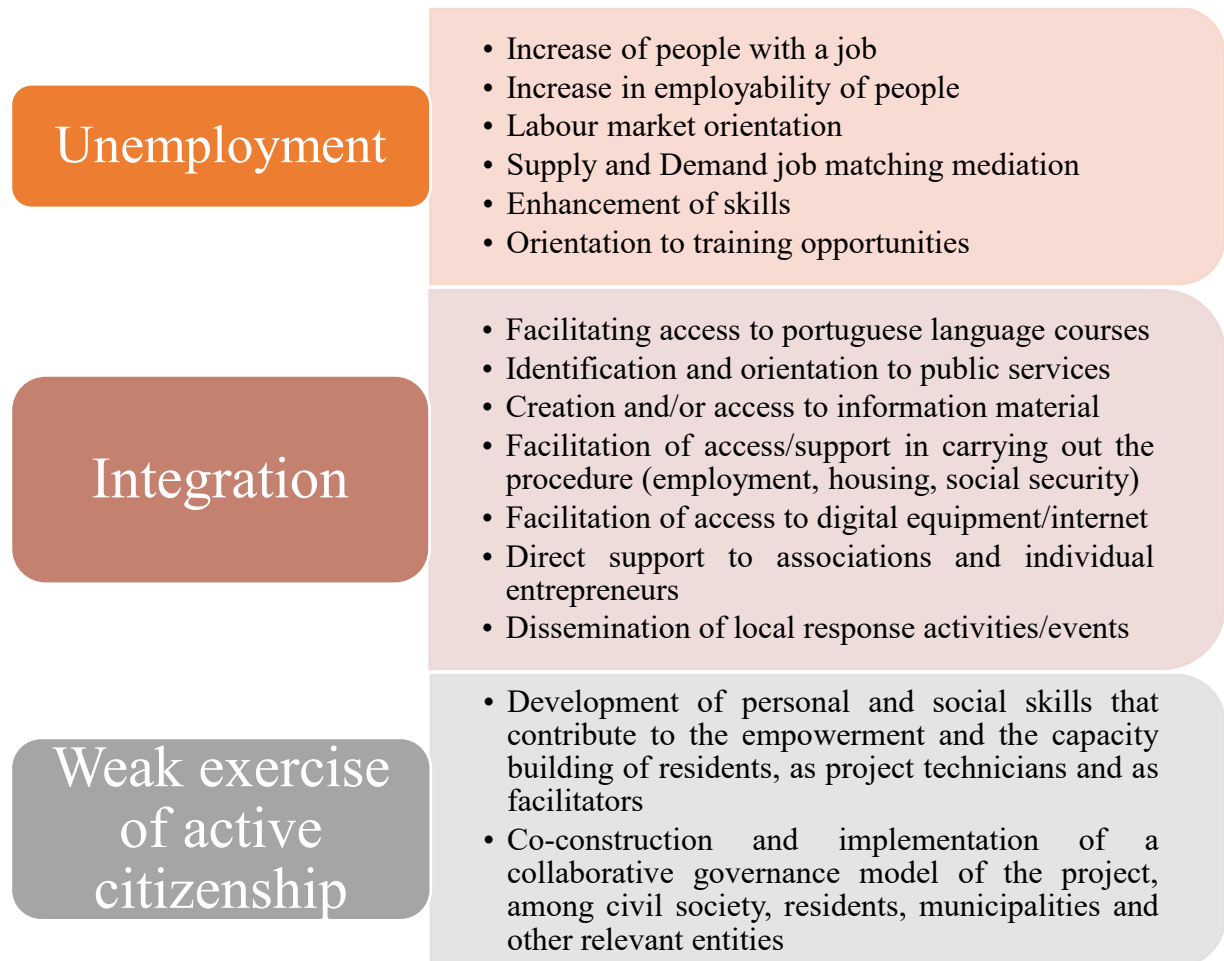 Unemployment
• Increase of people with a job
• Increase in employability of people
• Labour market orientation
• Supply and Demand job matching mediation
• Enhancement of skills
• Orientation to training opportunities
Integration
• Facilitating access to portuguese language courses
• Identification and orientation to public services
• Creation and/or access to information material
• Facilitation of access/support in carrying out the
procedure (employment, housing, social security)
• Facilitation of access to digital equipment/internet
• Direct support to associations and individual
entrepreneurs
• Dissemination of local response activities/events
Weak exercise
of active
citizenship
• Development of personal and social skills that
contribute to the empowerment and the capacity
building of residents, as project technicians and as
facilitators
• Co-construction and implementation of a
collaborative governance model of the project,
among civil society, residents, municipalities and
other relevant entities